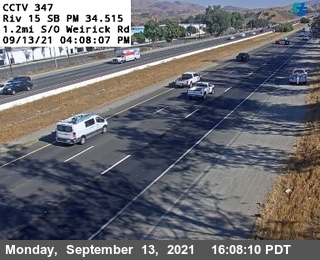 CCTV 347
Riv 15 SB PM 34.515
1.2mi S/O Weirick Rd
09/13/21 04:08:07 PM
Monday, September 13, 2021 16:08:10 PDT